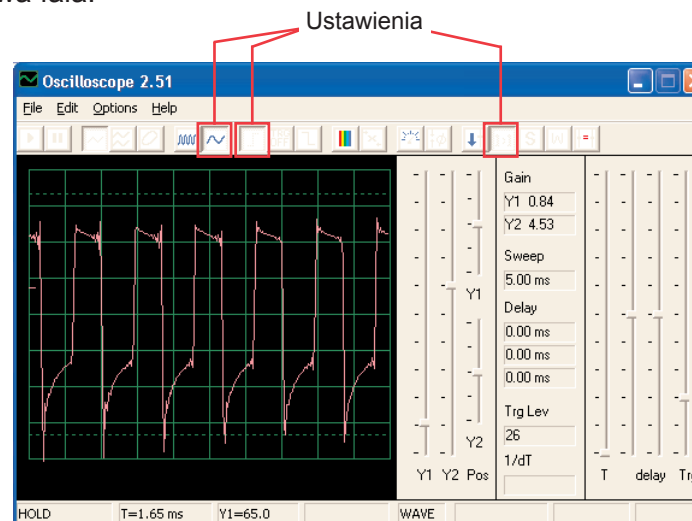 Ustawienia
Oscilloscope 2.51
File Edit Options Help
Gain
Y1 0.84
Y2 4.53
Sweep
5.00 ms
Y1
Delay
0.00 ms
0.00 ms
0.00 ms
Trg Lev
26
Y2
1/dT
Y1 Y2 Pos
T delay
HOLD T=1.65 ms Y1=65.0 WAVE